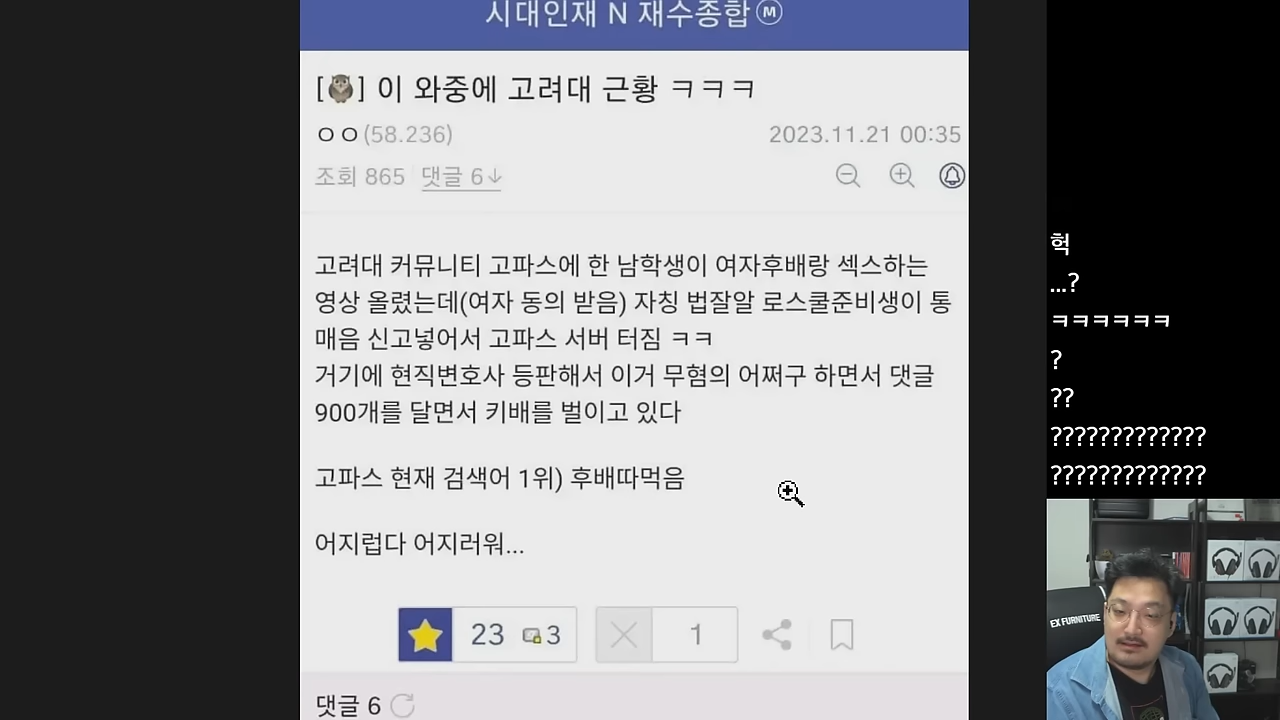 시대인재 N 재수종합 Ⓜ
[🦉] 이 와중에 고려대 근황 ㅋㅋㅋ
ㅇㅇ(58.236)
2023.11.21 00:35
조회 865 댓글 6↓
고려대 커뮤니티 고파스에 한 남학생이 여자후배랑 섹스하는
영상 올렸는데(여자 동의 받음) 자칭 법잘알 로스쿨준비생이 통
매음 신고넣어서 고파스 서버 터짐 ㅋㅋ
거기에 현직변호사 등판해서 이거 무혐의 어쩌구 하면서 댓글
900개를 달면서 키배를 벌이고 있다
고파스 현재 검색어 1위) 후배따먹음
어지럽다 어지러워...
23 3
1
댓글 6
헉
...?
ㅋㅋㅋㅋㅋㅋ
?
??
?????????????
?????????????
EX FURNITURE